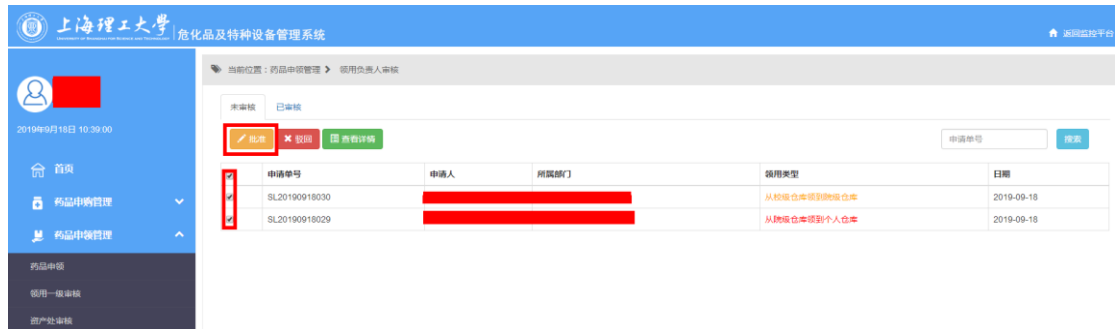 上海理工大学 危化品及特种设备管理系统
返回监控平台
当前位置：药品申领管理 > 领用负责人审核
2019年9月18日 10:39:00
未审核 已审核
批准 驳回 查看详情 申请单号 搜索
申请单号 申请人 所属部门 领用类型 日期
SL20190918030 从校级仓库领到院级仓库 2019-09-18
SL20190918029 从院级仓库领到个人仓库 2019-09-18
首页
药品申购管理
药品申领管理
药品申领
领用一级审核
资产处审核